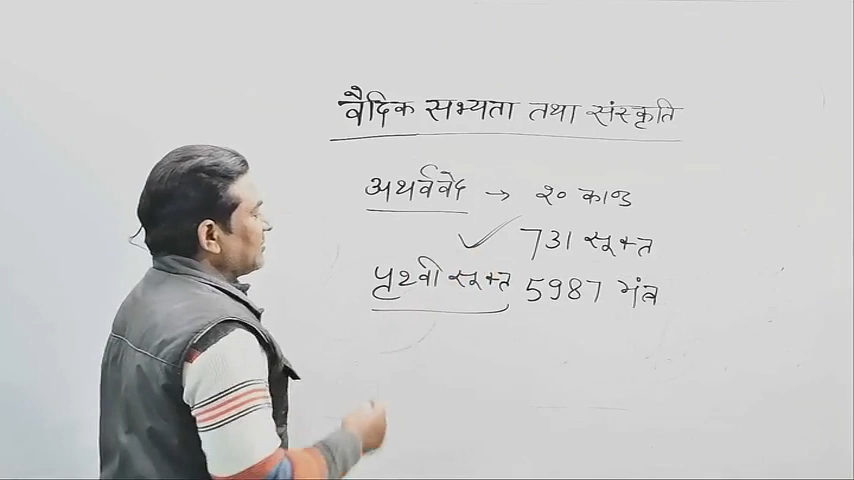 वैदिक सभ्यता तथा संस्कृति
अथर्ववेद → २० काण्ड
✓ 731 सूक्त
पृथ्वी सूक्त 5987 मंत्र